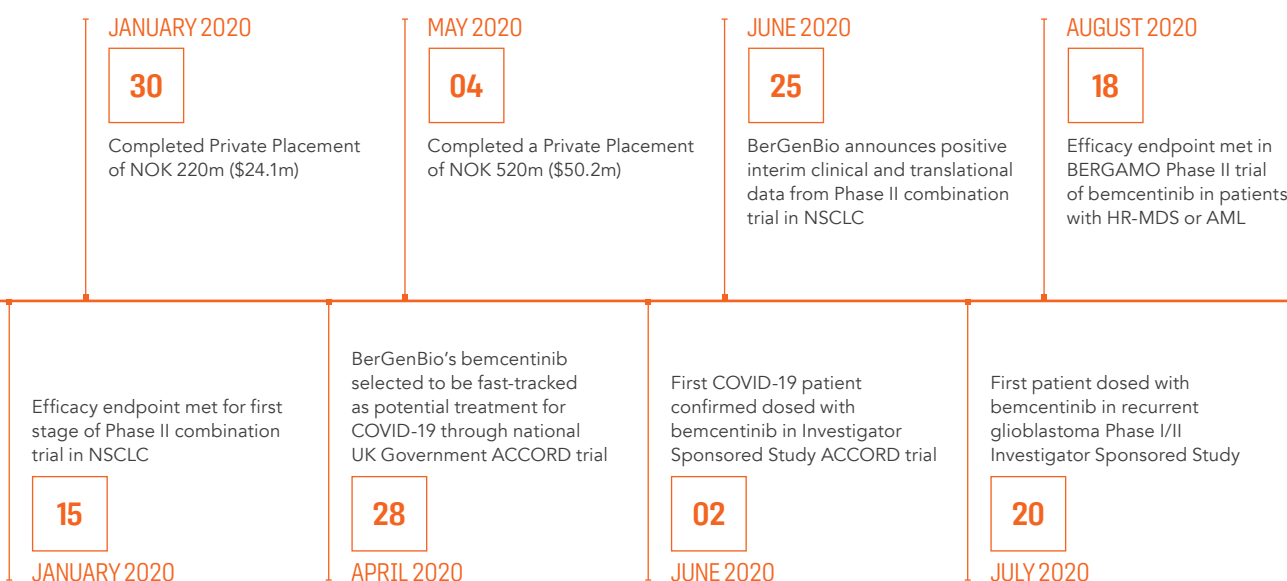 JANUARY 2020
30
Completed Private Placement
of NOK 220m ($24.1m)
MAY 2020
04
Completed a Private Placement
of NOK 520m ($50.2m)
JUNE 2020
25
BerGenBio announces positive
interim clinical and translational
data from Phase II combination
trial in NSCLC
AUGUST 2020
18
Efficacy endpoint met in
BERGAMO Phase II trial
of bemcentinib in patients
with HR-MDS or AML
Efficacy endpoint met for first
stage of Phase II combination
trial in NSCLC
15
JANUARY 2020
BerGenBio’s bemcentinib
selected to be fast-tracked
as potential treatment for
COVID-19 through national
UK Government ACCORD trial
28
APRIL 2020
First COVID-19 patient
confirmed dosed with
bemcentinib in Investigator
Sponsored Study ACCORD trial
02
JUNE 2020
First patient dosed with
bemcentinib in recurrent
glioblastoma Phase I/II
Investigator Sponsored Study
20
JULY 2020